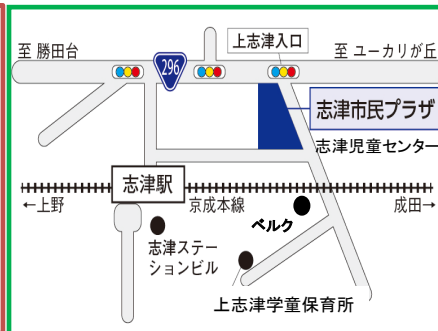 上志津入口
至 勝田台
296
至 ユーカリが丘
志津市民プラザ
志津児童センター
志津駅
←上野
京成本線
成田→
ベルク
志津ステー
ションビル
上志津学童保育所